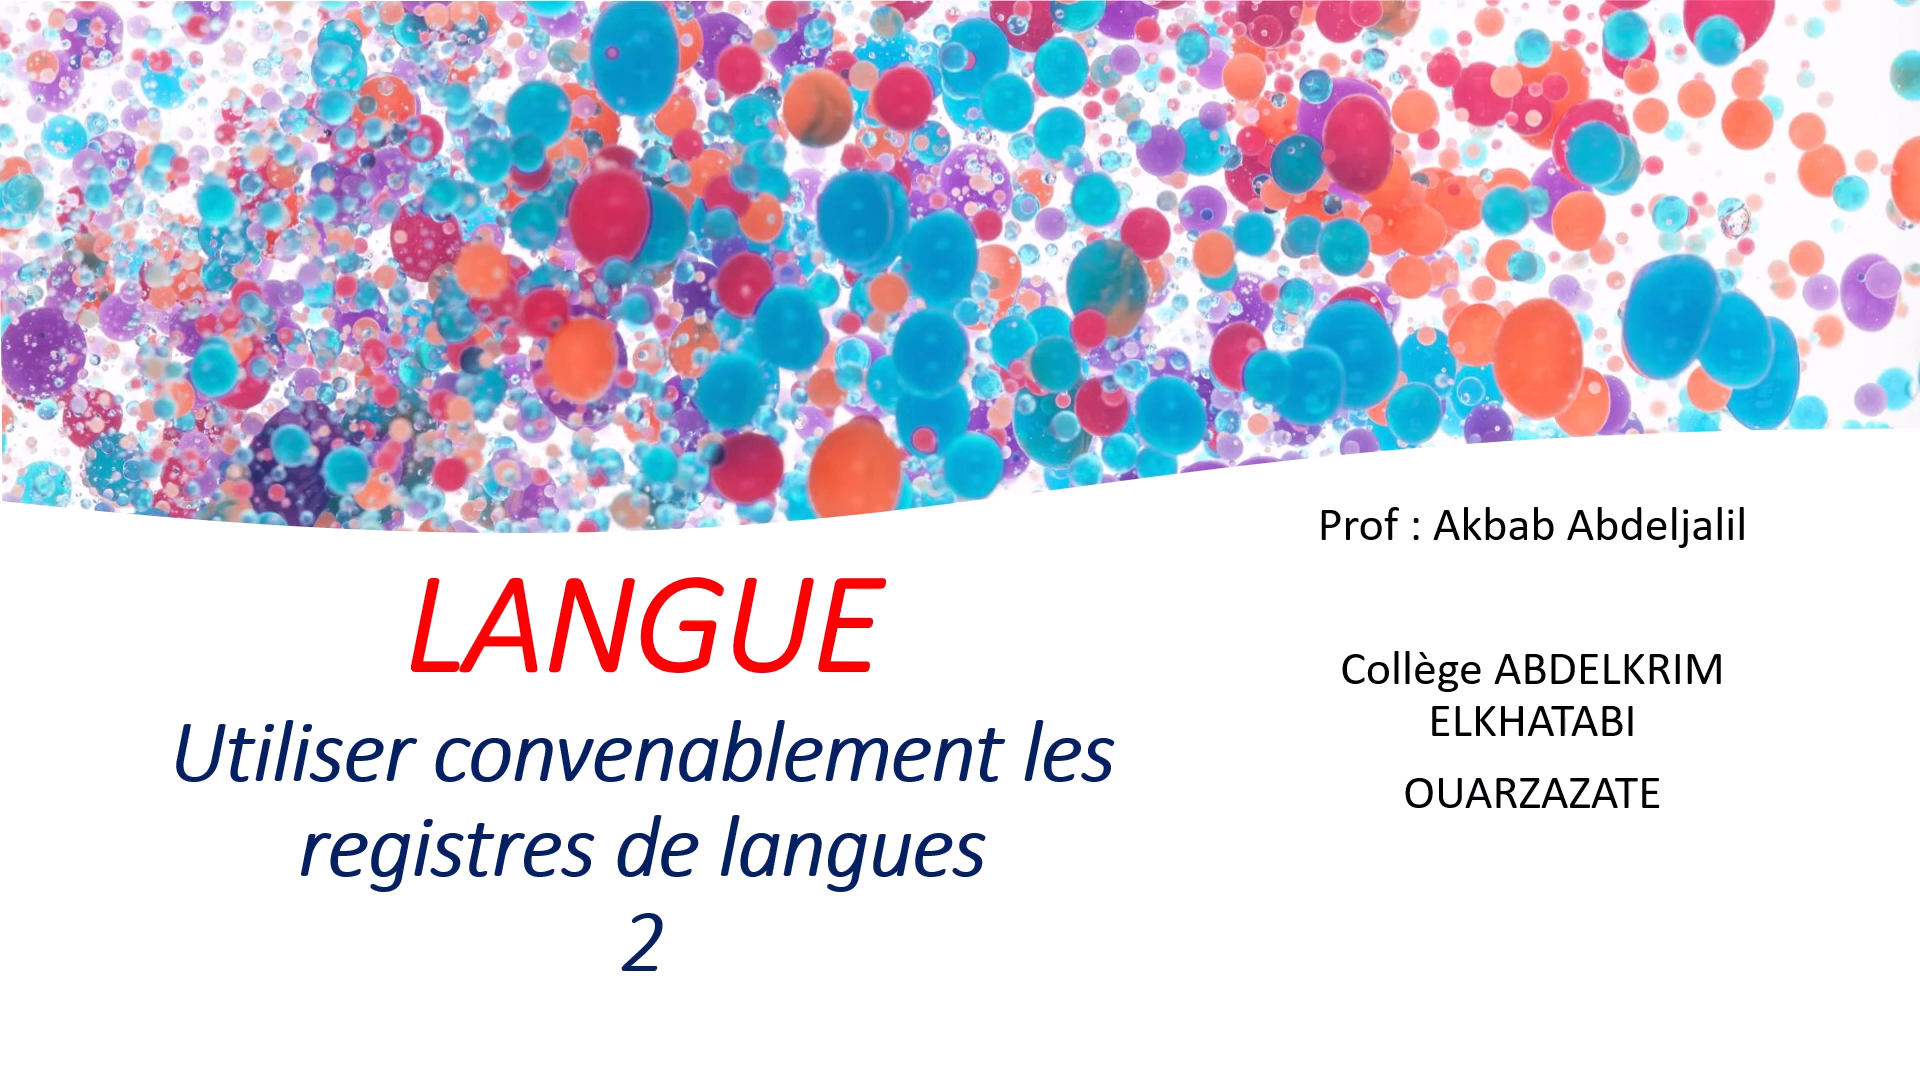 LANGUE
Utiliser convenablement les
registres de langues
2
Prof : Akbab Abdeljalil
Collège ABDELKRIM
ELKHATABI
OUARZAZATE